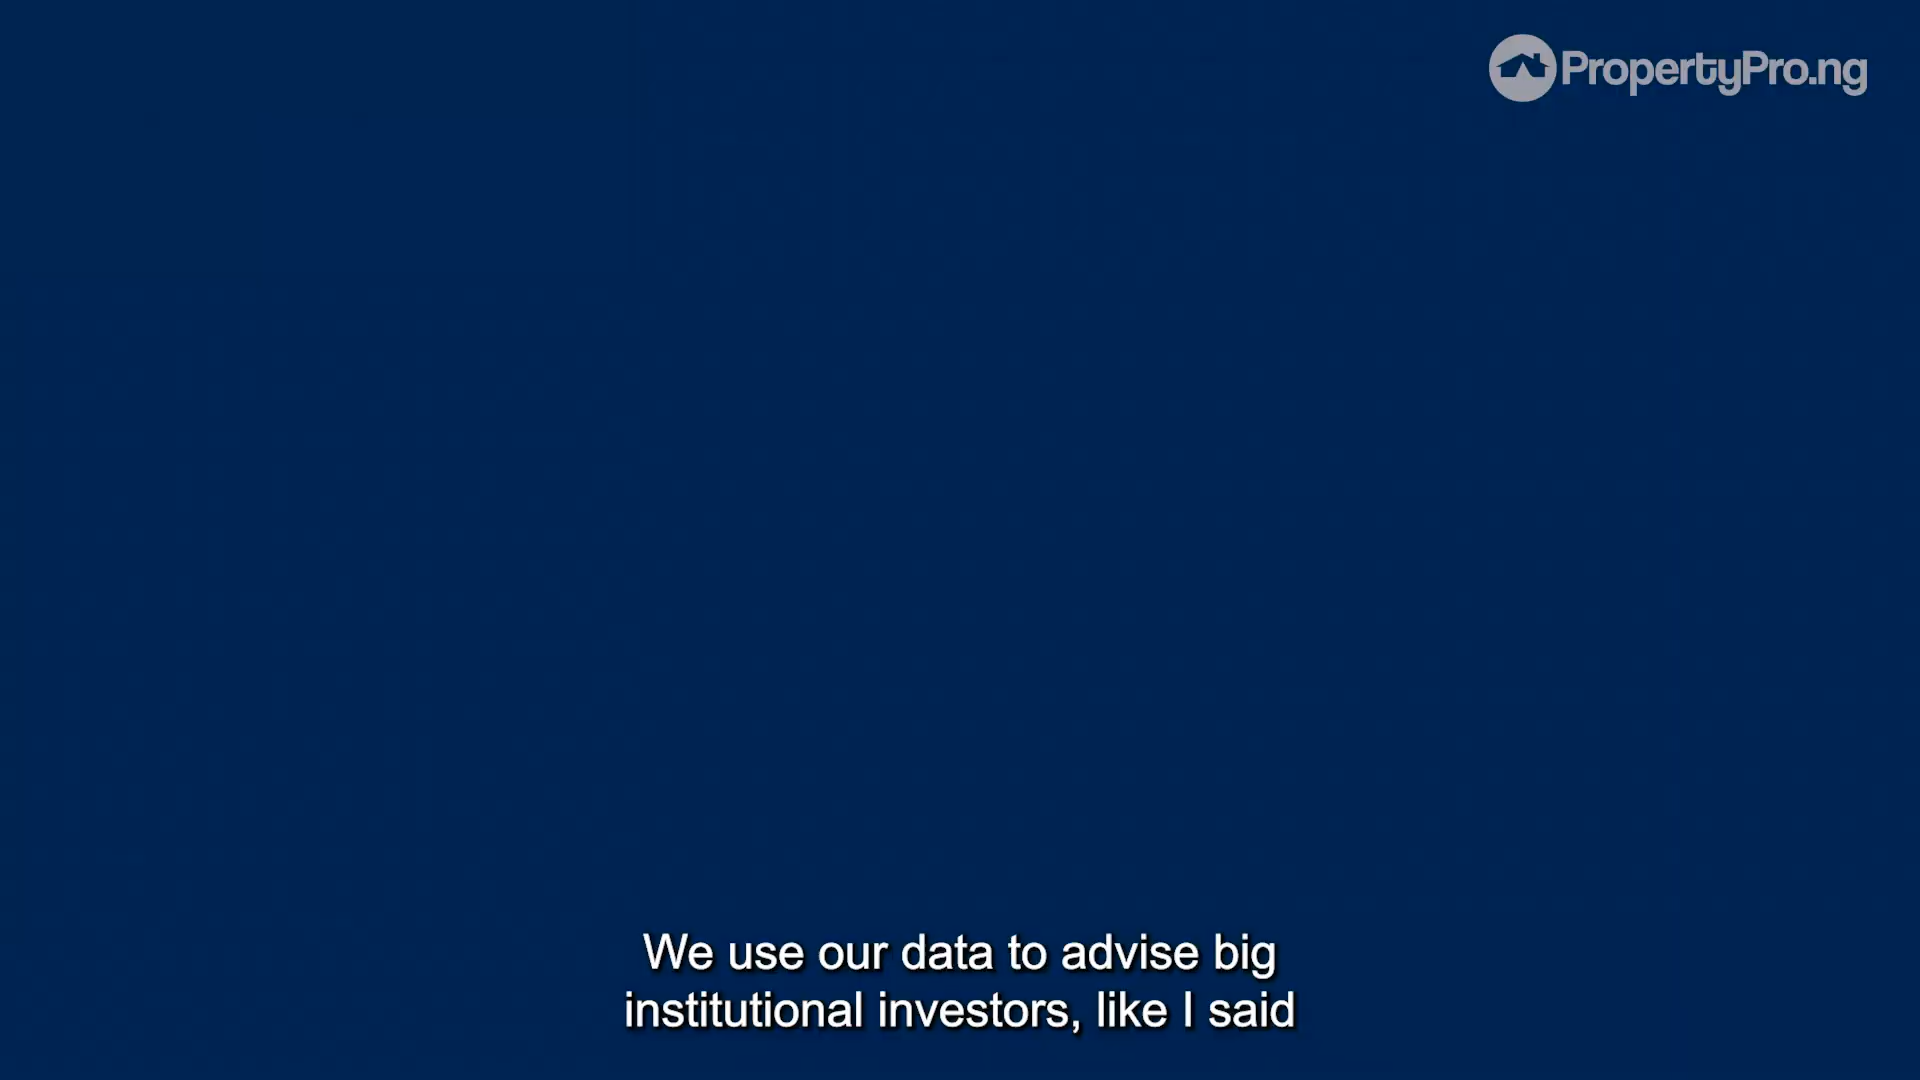 PropertyPro.ng
We use our data to advise big
institutional investors, like I said